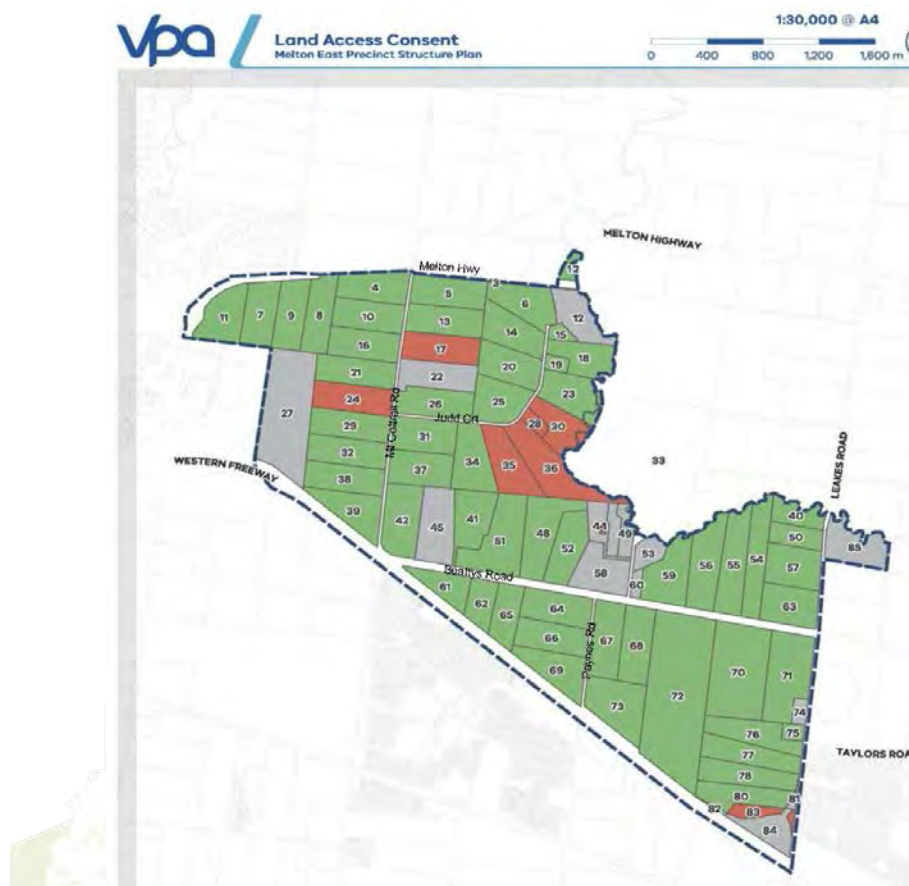 vpa
Land Access Consent
Melton East Precinct Structure Plan
1:30,000 @ A4
0 400 800 1,200 1,600 m
MELTON HIGHWAY
12
Melton Hwy
3
4 5 6
11 7 9 8 10 13 12
14 15
16 17 18
20 19
21 22
23
24 26 25
27
Judd Crt
29 28 30
Mt Cottrell Rd
31
32 34 35 36 33
37
38
WESTERN FREEWAY
LEAKES ROAD
39 42 45 41 48 44 49 40
51 52 53 54 50 85
56 55
58 59 57
Beattys Road
60
61 63
62 64
65
66 67 68
Paynes Rd
69 70 71
72
73 74
75
76
77
TAYLORS ROA
78
80 81
82 83
84